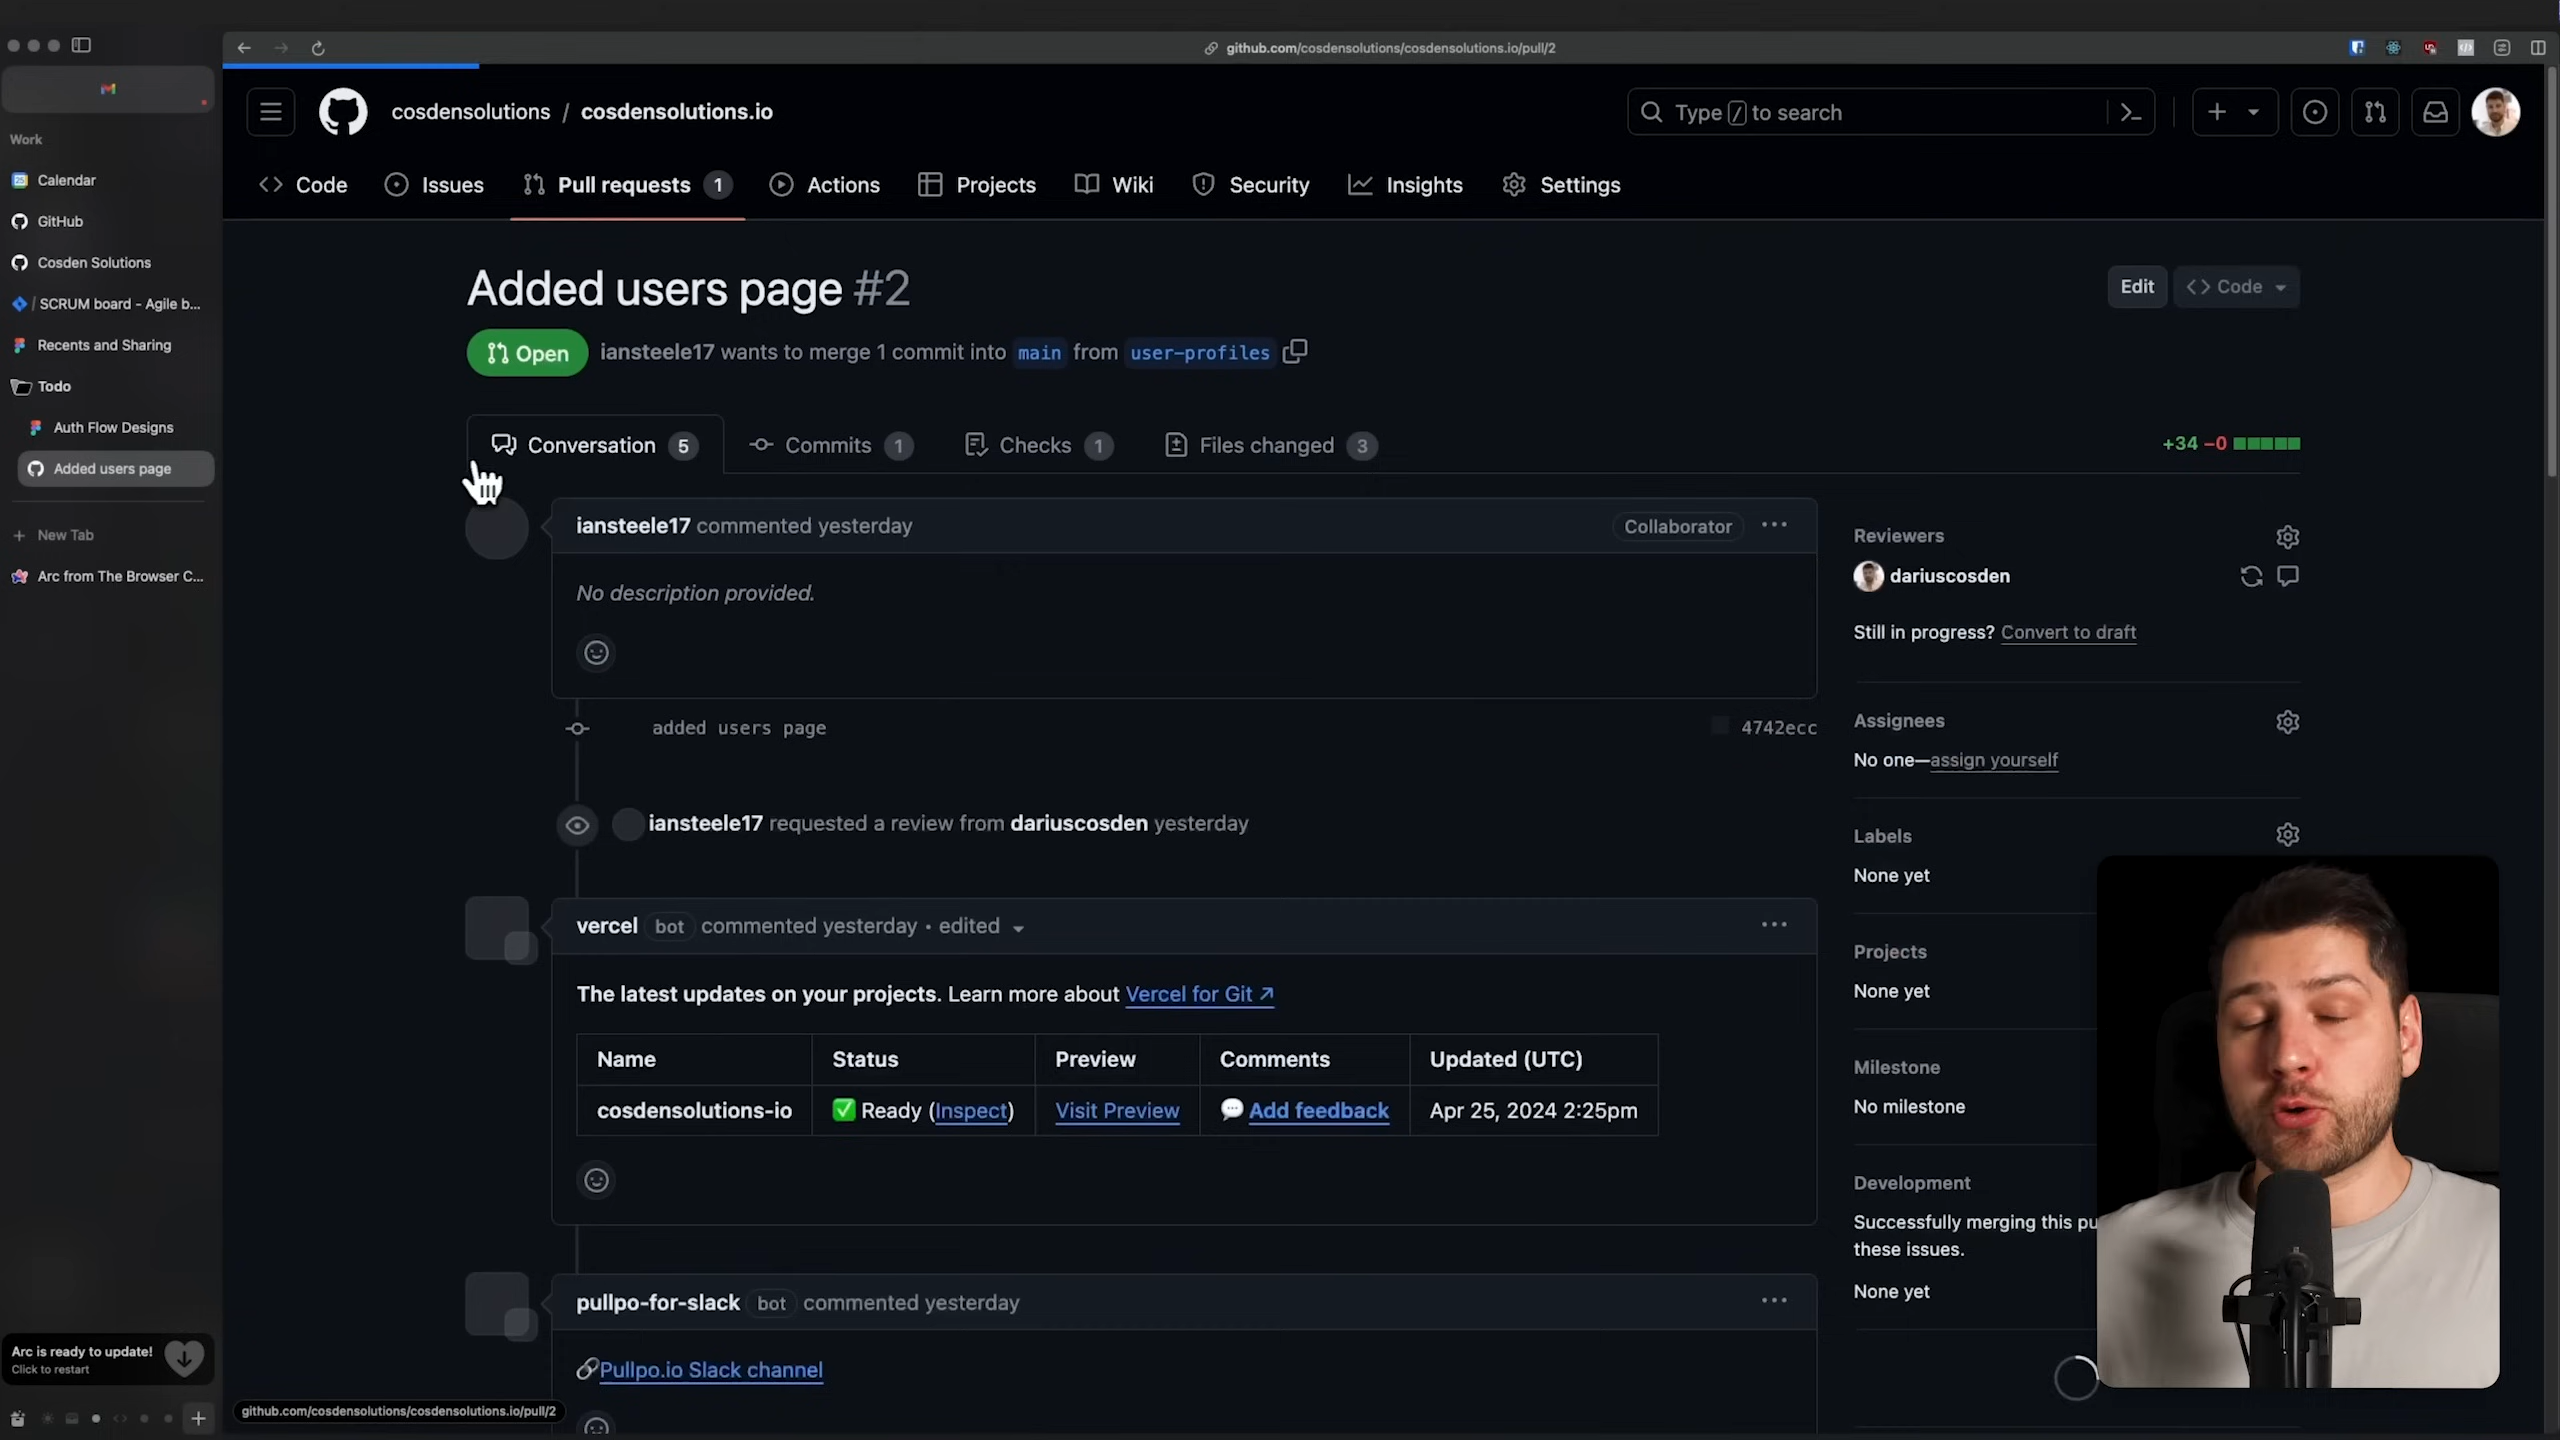 github.com/cosdensolutions/cosdensolutions.io/pull/2
Work
Calendar
GitHub
Cosden Solutions
/ SCRUM board - Agile b...
Recents and Sharing
Todo
Auth Flow Designs
Added users page
+ New Tab
Arc from The Browser C...
Arc is ready to update!
Click to restart
cosdensolutions / cosdensolutions.io
Type / to search
Code
Issues
Pull requests 1
Actions
Projects
Wiki
Security
Insights
Settings
Added users page #2
Edit
Code
Open
iansteele17 wants to merge 1 commit into main from user-profiles
Conversation 5
Commits 1
Checks 1
Files changed 3
+34 −0
iansteele17 commented yesterday
Collaborator
No description provided.
added users page
4742ecc
iansteele17 requested a review from dariuscosden yesterday
vercel bot commented yesterday • edited
The latest updates on your projects. Learn more about Vercel for Git ↗
Name Status Preview Comments Updated (UTC)
cosdensolutions-io ✅ Ready (Inspect) Visit Preview 💬 Add feedback Apr 25, 2024 2:25pm
pullpo-for-slack bot commented yesterday
🔗Pullpo.io Slack channel
Reviewers
dariuscosden
Still in progress? Convert to draft
Assignees
No one—assign yourself
Labels
None yet
Projects
None yet
Milestone
No milestone
Development
Successfully merging this pu
these issues.
None yet
github.com/cosdensolutions/cosdensolutions.io/pull/2